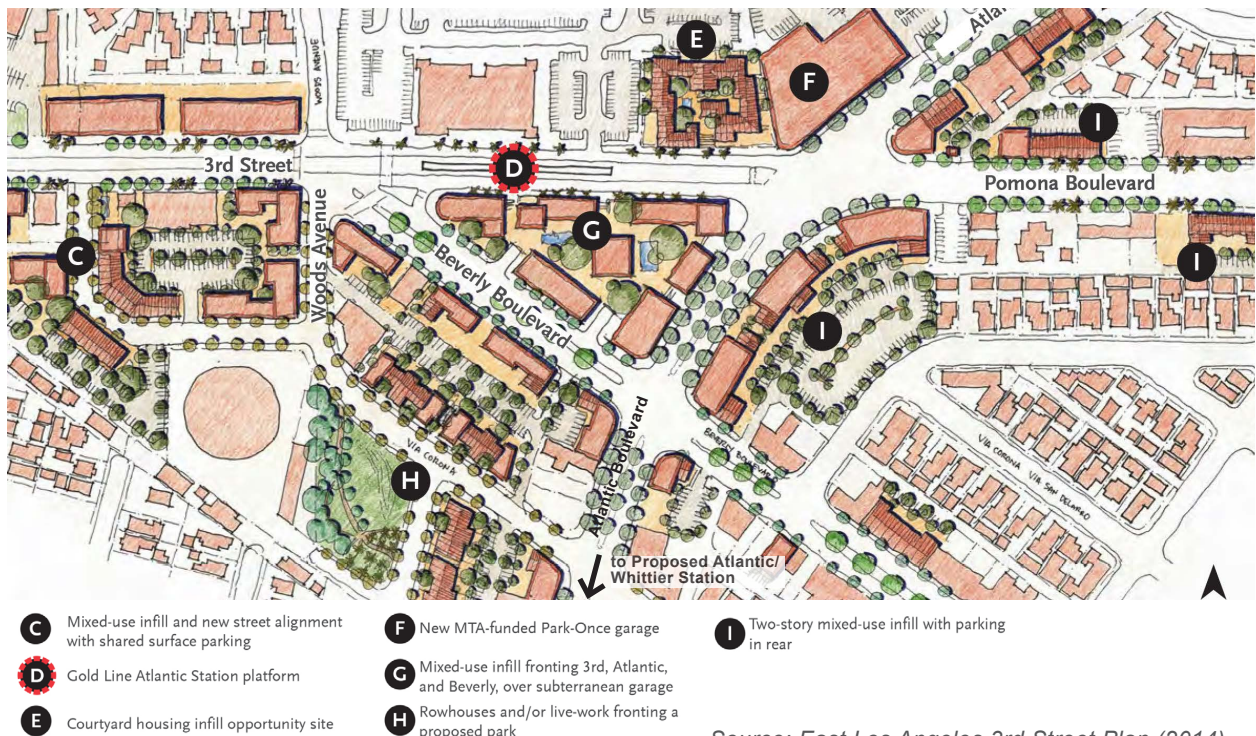 WOODS AVENUE
E
F
Atlantic
I
3rd Street
D
Pomona Boulevard
C
Woods Avenue
G
Beverly Boulevard
I
I
VIA CORONA
H
Atlantic Boulevard
BEVERLY BOULEVARD
VIA CORONA
VIA SAN DELARRO
to Proposed Atlantic/
Whittier Station
C
Mixed-use infill and new street alignment
with shared surface parking
D
Gold Line Atlantic Station platform
E
Courtyard housing infill opportunity site
F
New MTA-funded Park-Once garage
G
Mixed-use infill fronting 3rd, Atlantic,
and Beverly, over subterranean garage
H
Rowhouses and/or live-work fronting a
proposed park
I
Two-story mixed-use infill with parking
in rear
Source: East Los Angeles 3rd Street Plan (2014)